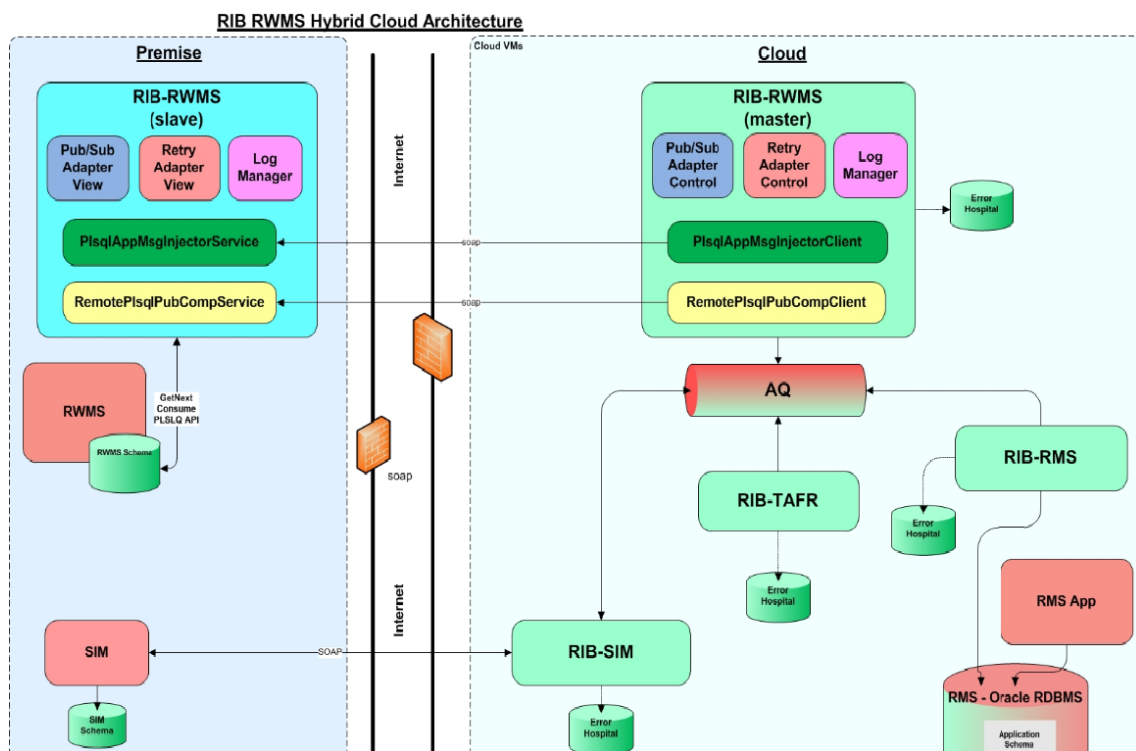 RIB RWMS Hybrid Cloud Architecture
Premise
RIB-RWMS
(slave)
Pub/Sub
Adapter
View
Retry
Adapter
View
Log
Manager
PlsqlAppMsgInjectorService
RemotePlsqlPubCompService
RWMS
RWMS Schema
GetNext
Consume
PLSLQ API
SIM
SIM
Schema
Internet
soap
soap
soap
Internet
SOAP
Cloud VMs
Cloud
RIB-RWMS
(master)
Pub/Sub
Adapter
Control
Retry
Adapter
Control
Log
Manager
PlsqlAppMsgInjectorClient
RemotePlsqlPubCompClient
Error
Hospital
AQ
RIB-RMS
RIB-TAFR
Error
Hospital
Error
Hospital
RMS App
RIB-SIM
Error
Hospital
RMS - Oracle RDBMS
Application
Schema